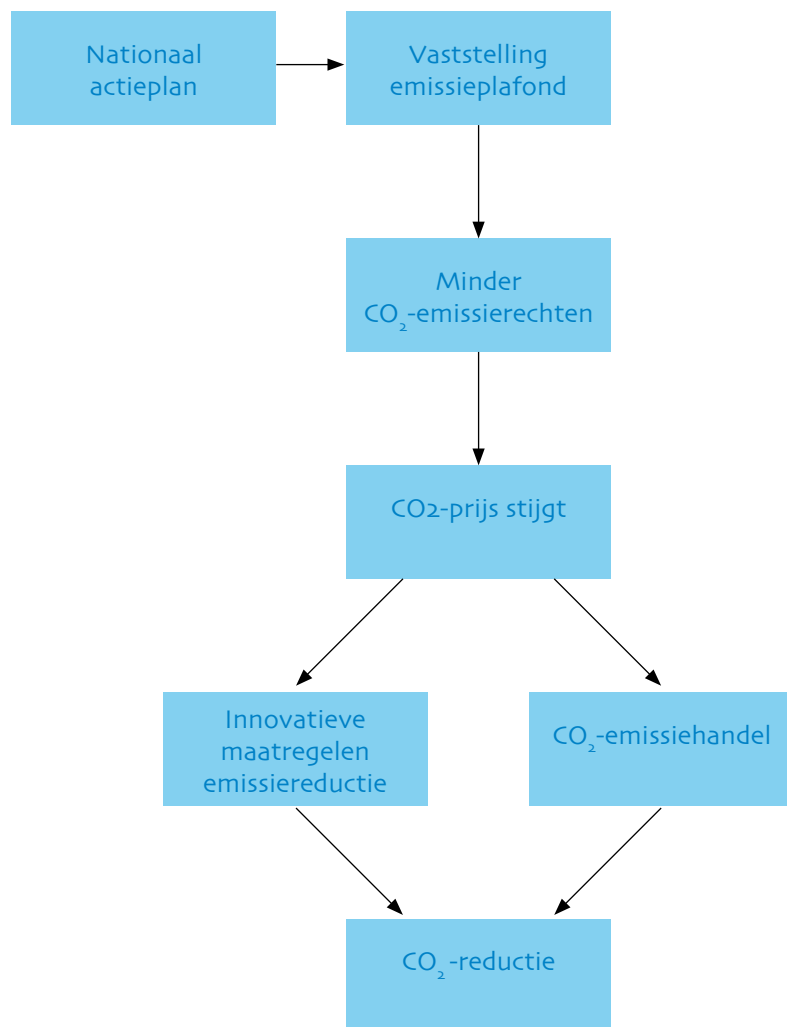 Nationaal
actieplan
Vaststelling
emissieplafond
Minder
CO₂-emissierechten
CO2-prijs stijgt
Innovatieve
maatregelen
emissiereductie
CO₂-emissiehandel
CO₂-reductie